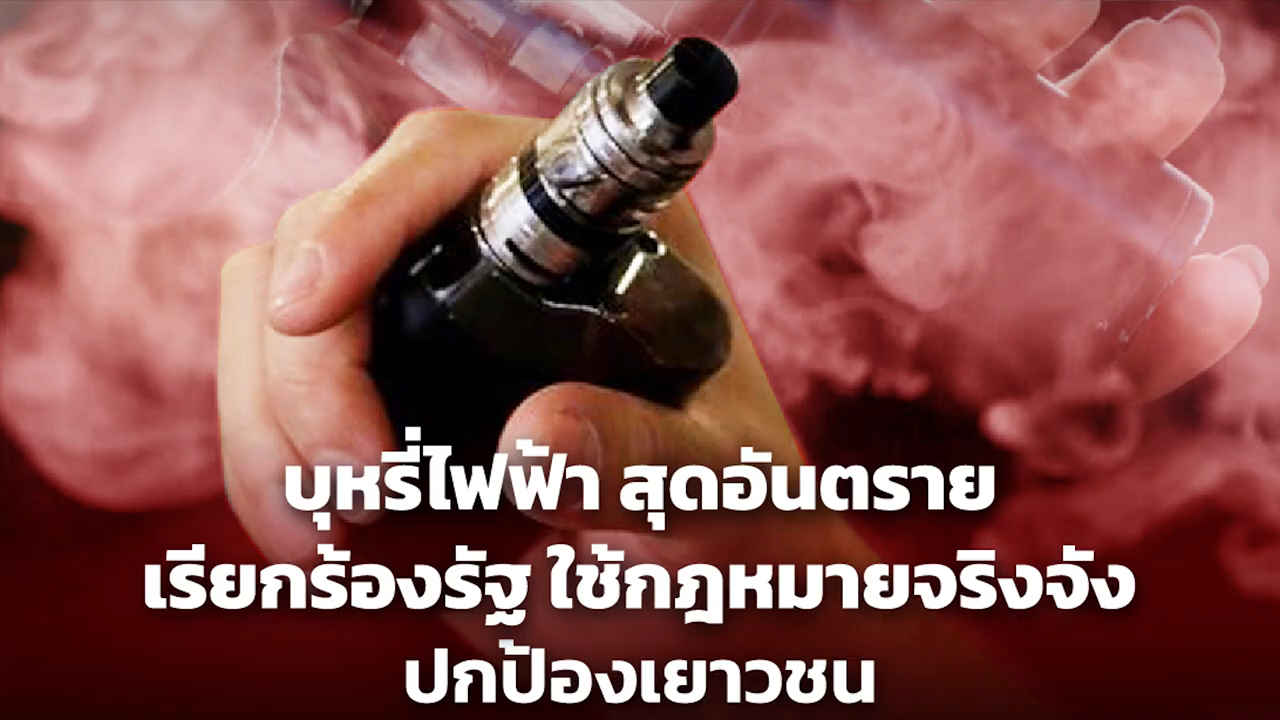 บุหรี่ไฟฟ้า สุดอันตราย
เรียกร้องรัฐ ใช้กฎหมายจริงจัง
ปกป้องเยาวชน